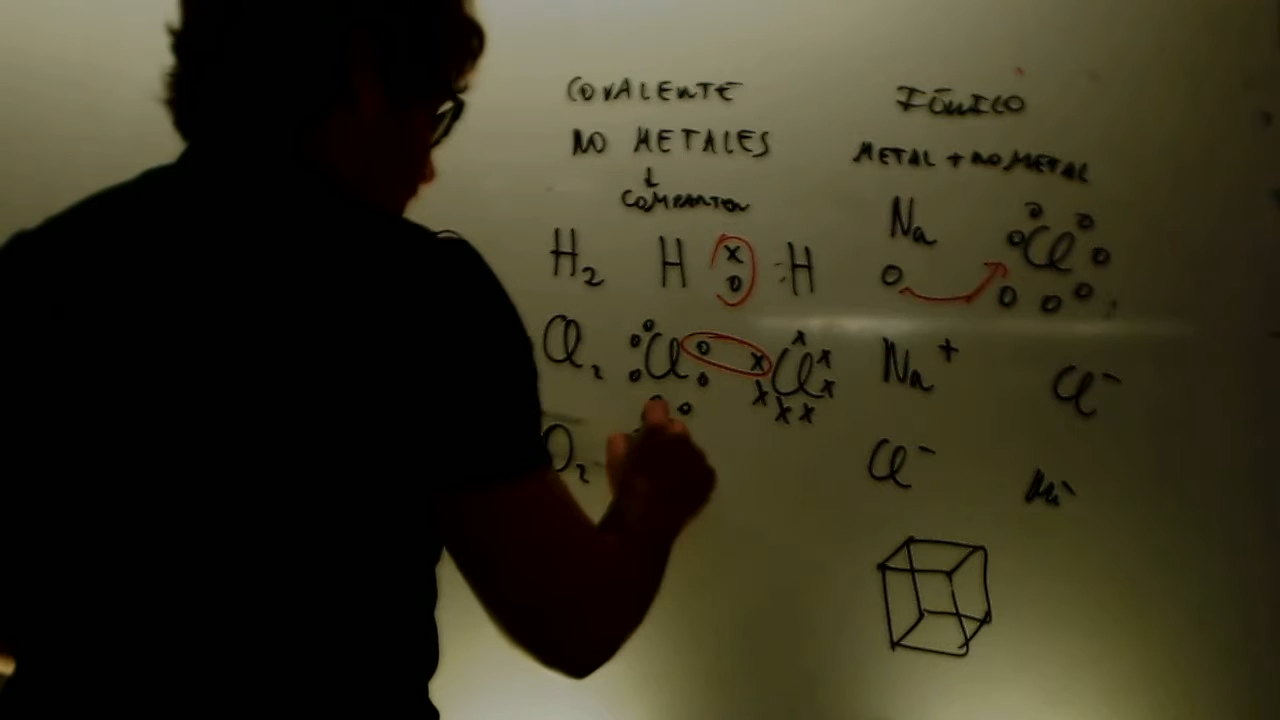 COVALENTE
NO METALES
↓
COMPARTEN
H₂ H x o H
Cl₂ Cl Cl
O₂
IÓNICO
METAL + NO METAL
Na Cl
Na⁺ Cl⁻
Cl⁻